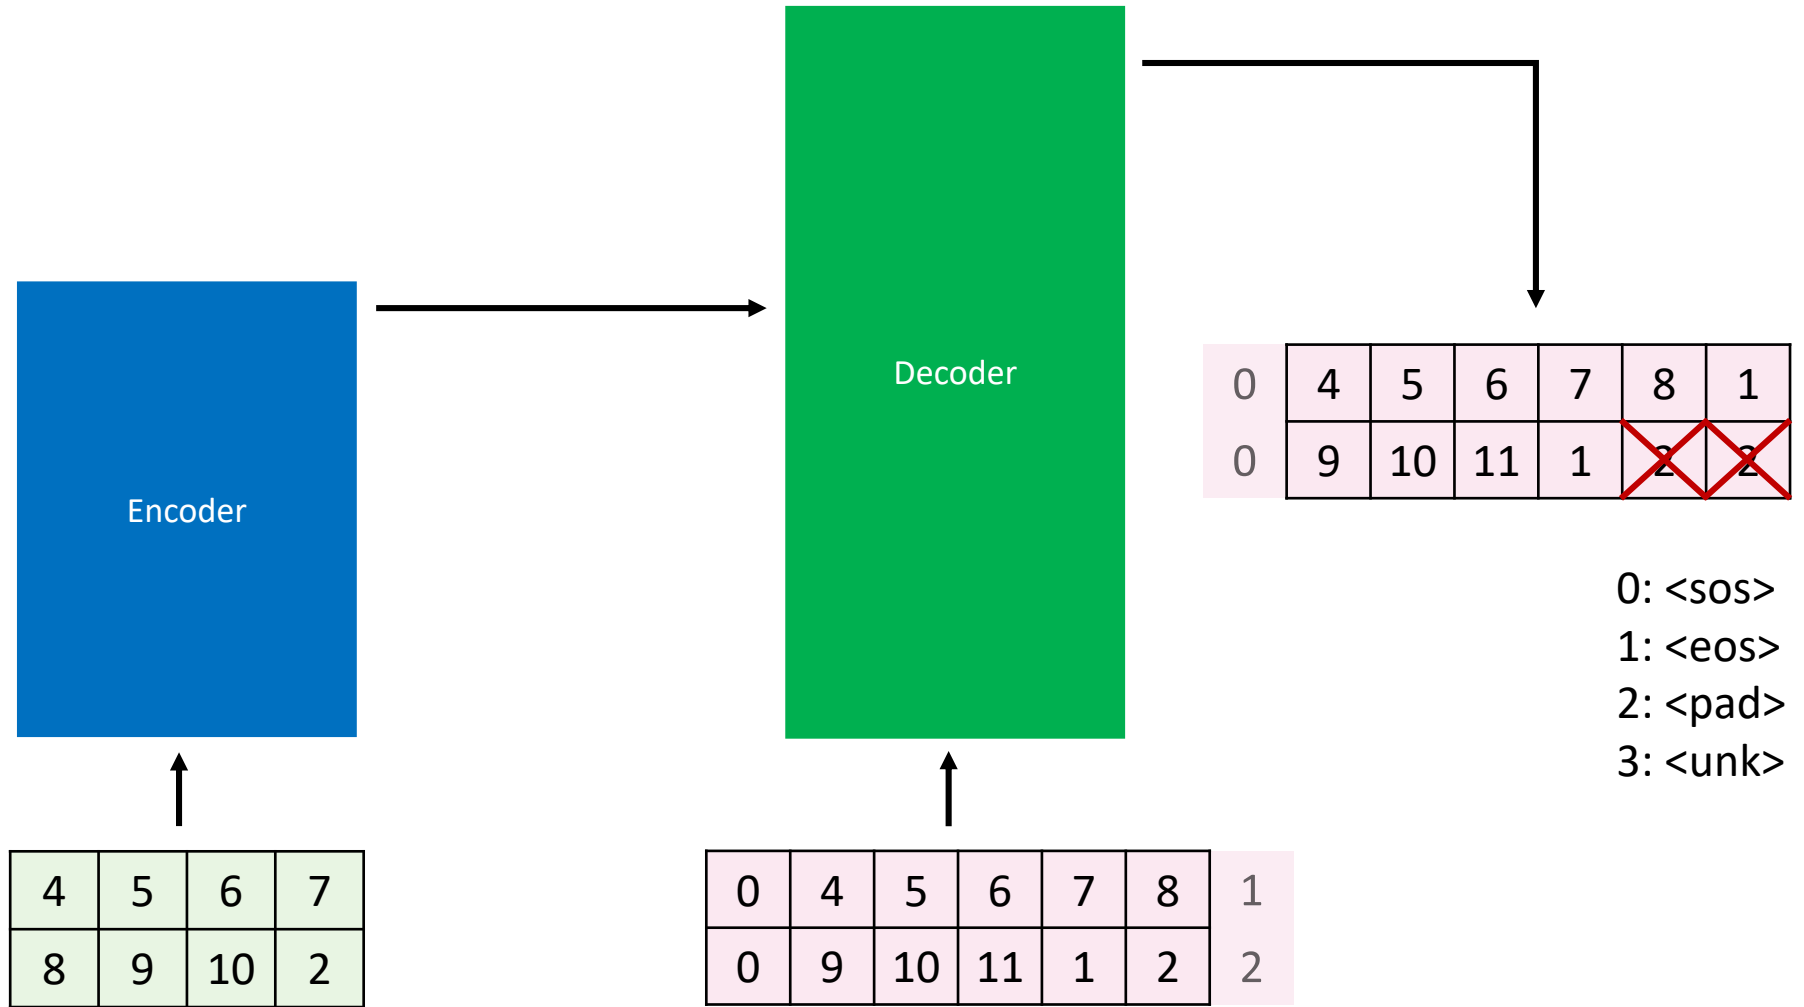 Decoder
0 4 5 6 7 8 1
0 9 10 11 1 2 2
Encoder
0: <sos>
1: <eos>
2: <pad>
3: <unk>
4 5 6 7
8 9 10 2
0 4 5 6 7 8 1
0 9 10 11 1 2 2